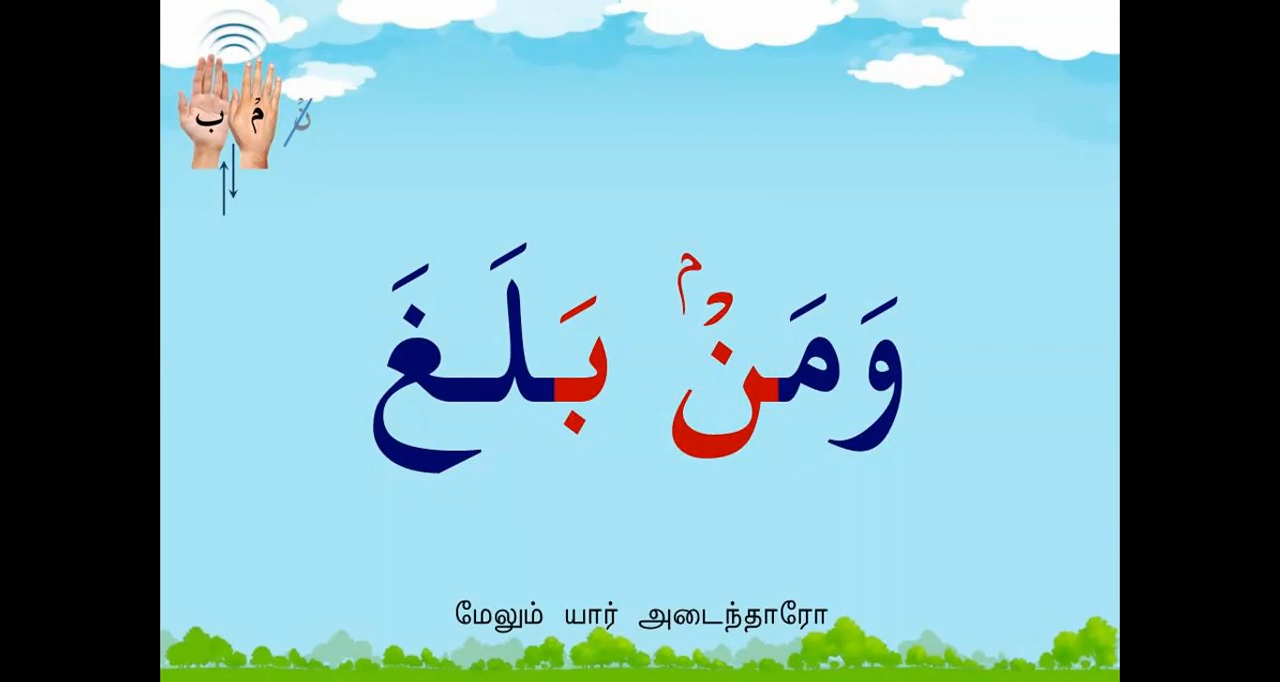 ب مْ نْ
وَمَنْۢ بَلَغَ
மேலும் யார் அடைந்தாரோ